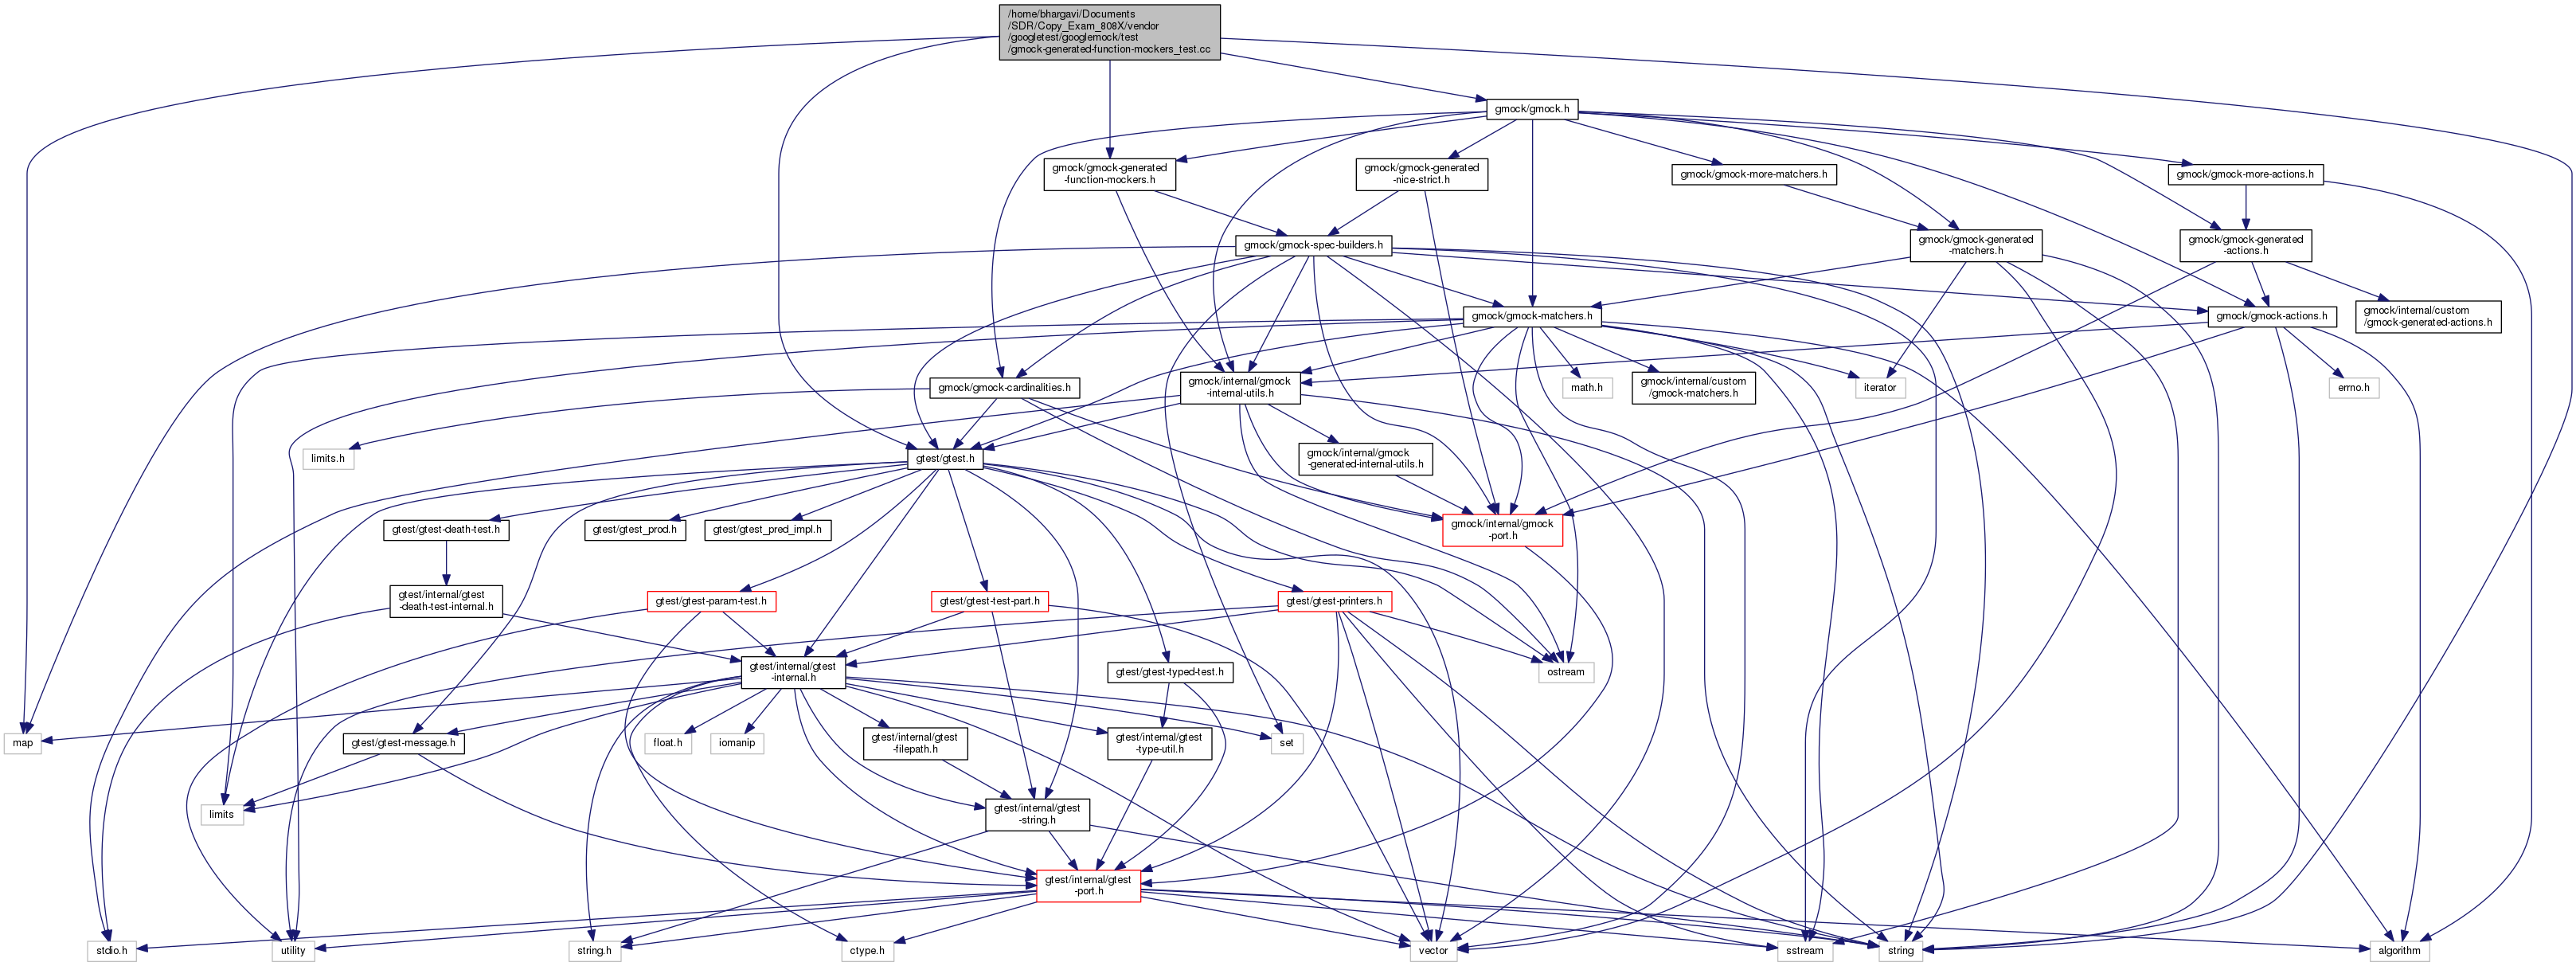 /home/bhargavi/Documents
/SDR/Copy_Exam_808X/vendor
/googletest/googlemock/test
/gmock-generated-function-mockers_test.cc
gmock/gmock.h
gmock/gmock-generated
-function-mockers.h
gmock/gmock-generated
-nice-strict.h
gmock/gmock-more-matchers.h
gmock/gmock-more-actions.h
gmock/gmock-spec-builders.h
gmock/gmock-generated
-matchers.h
gmock/gmock-generated
-actions.h
gmock/gmock-matchers.h
gmock/gmock-actions.h
gmock/internal/custom
/gmock-generated-actions.h
gmock/gmock-cardinalities.h
gmock/internal/gmock
-internal-utils.h
math.h
gmock/internal/custom
/gmock-matchers.h
iterator
errno.h
limits.h
gtest/gtest.h
gmock/internal/gmock
-generated-internal-utils.h
gtest/gtest-death-test.h
gtest/gtest_prod.h
gtest/gtest_pred_impl.h
gmock/internal/gmock
-port.h
gtest/internal/gtest
-death-test-internal.h
gtest/gtest-param-test.h
gtest/gtest-test-part.h
gtest/gtest-printers.h
gtest/internal/gtest
-internal.h
gtest/gtest-typed-test.h
ostream
map
gtest/gtest-message.h
float.h
iomanip
gtest/internal/gtest
-filepath.h
gtest/internal/gtest
-type-util.h
set
limits
gtest/internal/gtest
-string.h
gtest/internal/gtest
-port.h
stdio.h
utility
string.h
ctype.h
vector
sstream
string
algorithm